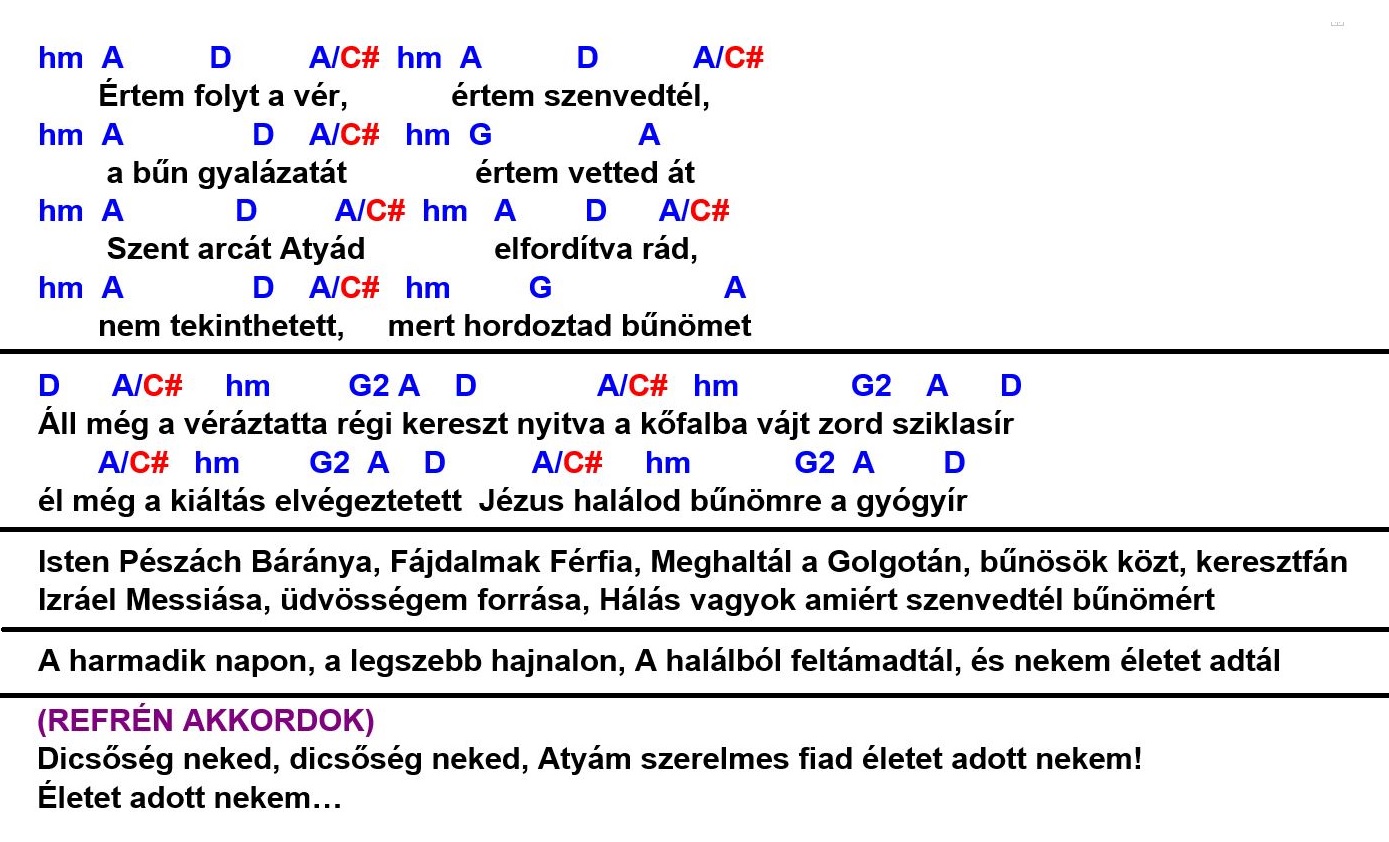 hm A D A/C# hm A D A/C#
Értem folyt a vér, értem szenvedtél,
hm A D A/C# hm G A
a bűn gyalázatát értem vetted át
hm A D A/C# hm A D A/C#
Szent arcát Atyád elfordítva rád,
hm A D A/C# hm G A
nem tekinthetett, mert hordoztad bűnömet
D A/C# hm G2 A D A/C# hm G2 A D
Áll még a véráztatta régi kereszt nyitva a kőfalba vájt zord sziklasír
A/C# hm G2 A D A/C# hm G2 A D
él még a kiáltás elvégeztetett Jézus halálod bűnömre a gyógyír
Isten Pészách Báránya, Fájdalmak Férfia, Meghaltál a Golgotán, bűnösök közt, keresztfán
Izráel Messiása, üdvösségem forrása, Hálás vagyok amiért szenvedtél bűnömért
A harmadik napon, a legszebb hajnalon, A halálból feltámadtál, és nekem életet adtál
(REFRÉN AKKORDOK)
Dicsőség neked, dicsőség neked, Atyám szerelmes fiad életet adott nekem!
Életet adott nekem…